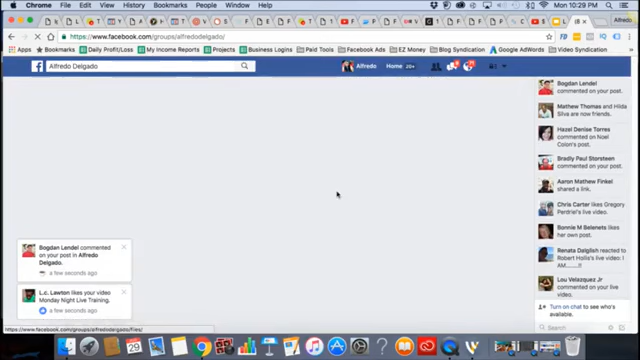 Chrome File Edit View History Bookmarks People Window Help
Mon 10:29 PM
Alfredo
https://www.facebook.com/groups/alfredodelgado/
Apps Bookmarks Daily Profit/Loss My Income Reports Projects Business Logins Paid Tools Facebook Ads EZ Money Blog Syndication Google AdWords Video Syndication
Alfredo Delgado
Alfredo Home 20+
Bogdan Lendel
commented on your post.
Mathew Thomas and Hilda
Silva are now friends.
Hazel Denise Torres
commented on Noel
Colon's post.
Bradly Paul Storsteen
commented on your post.
Aaron Mathew Finkel
shared a link.
Chris Carter likes Gregory
Perdriel's live video.
Bonnie M Belenets likes
her own post.
Renata Dalglish reacted to
Robert Hollis's live video: I
AM.......!!
Lou Velazquez Jr
commented on your live
video.
Turn on chat to see who's
available.
Search
Bogdan Lendel commented
on your post in Alfredo
Delgado.
a few seconds ago
L.c. Lawton likes your video
Monday Night Live Training.
a few seconds ago
https://www.facebook.com/groups/alfredodelgado/files/
29